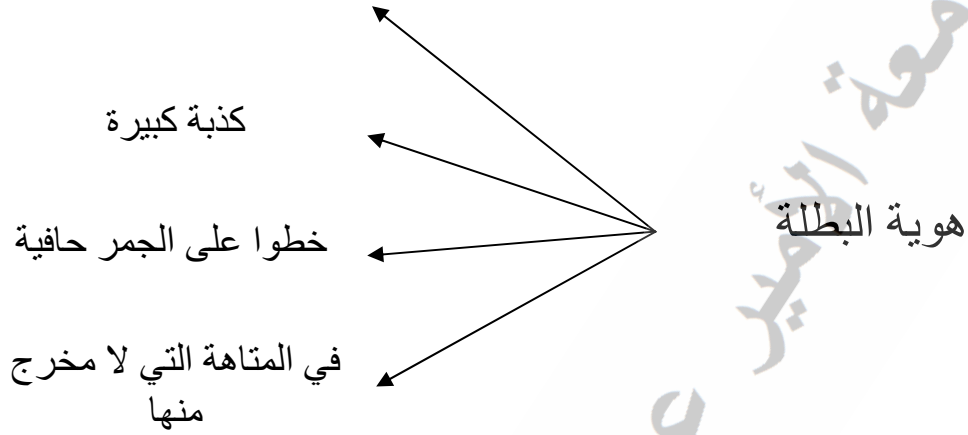 كذبة كبيرة
هوية البطلة
خطوا على الجمر حافية
في المتاهة التي لا مخرج
منها